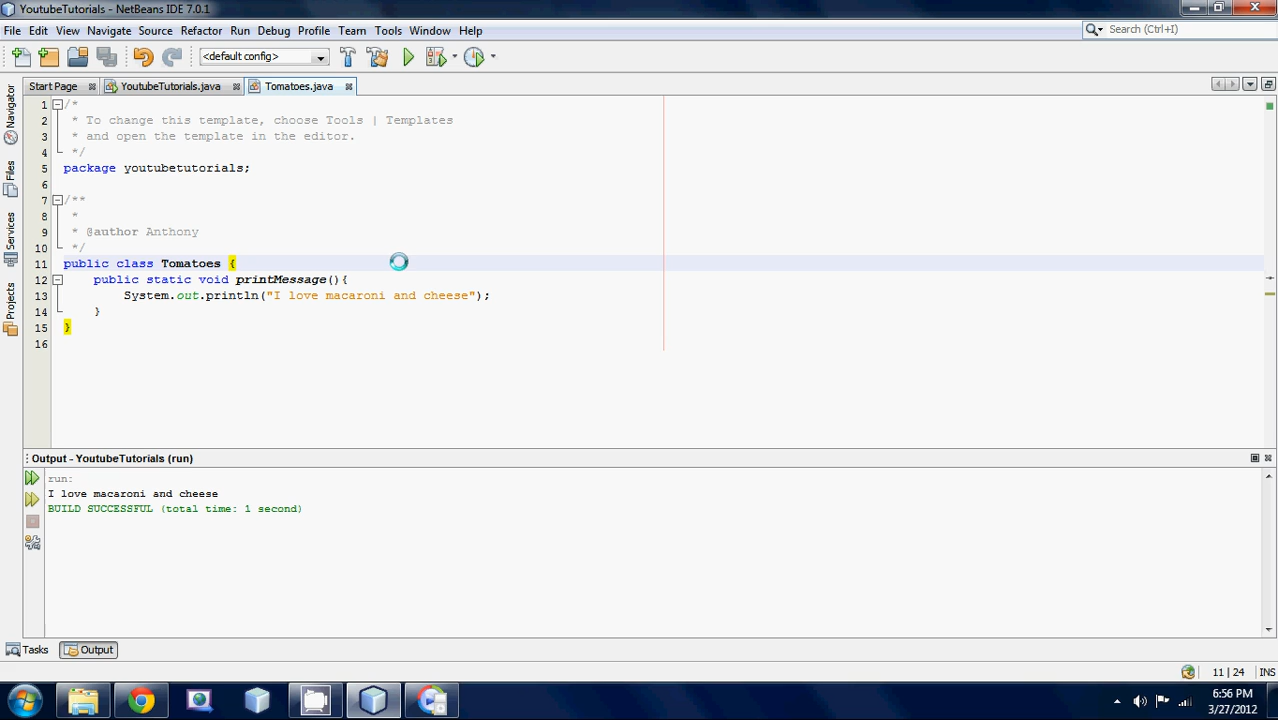 YoutubeTutorials - NetBeans IDE 7.0.1
File Edit View Navigate Source Refactor Run Debug Profile Team Tools Window Help
Search (Ctrl+I)
<default config>
Start Page YoutubeTutorials.java Tomatoes.java
Navigator
Files
Services
Projects
1 /*
2 * To change this template, choose Tools | Templates
3 * and open the template in the editor.
4 */
5 package youtubetutorials;
6
7 /**
8 *
9 * @author Anthony
10 */
11 public class Tomatoes {
12 public static void printMessage(){
13 System.out.println("I love macaroni and cheese");
14 }
15 }
16
Output - YoutubeTutorials (run)
run:
I love macaroni and cheese
BUILD SUCCESSFUL (total time: 1 second)
Tasks Output
11 | 24 INS
6:56 PM
3/27/2012